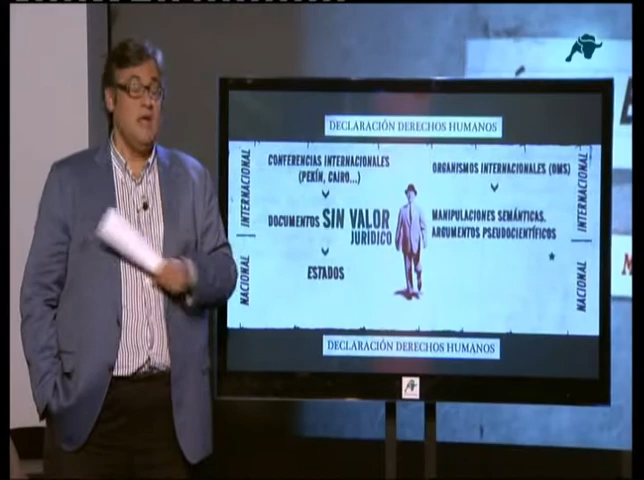 DECLARACIÓN DERECHOS HUMANOS
INTERNACIONAL
NACIONAL
CONFERENCIAS INTERNACIONALES
(PEKÍN, CAIRO...)
DOCUMENTOS SIN VALOR
JURÍDICO
ESTADOS
ORGANISMOS INTERNACIONALES (OMS)
MANIPULACIONES SEMÁNTICAS.
ARGUMENTOS PSEUDOCIENTÍFICOS
INTERNACIONAL
NACIONAL
DECLARACIÓN DERECHOS HUMANOS